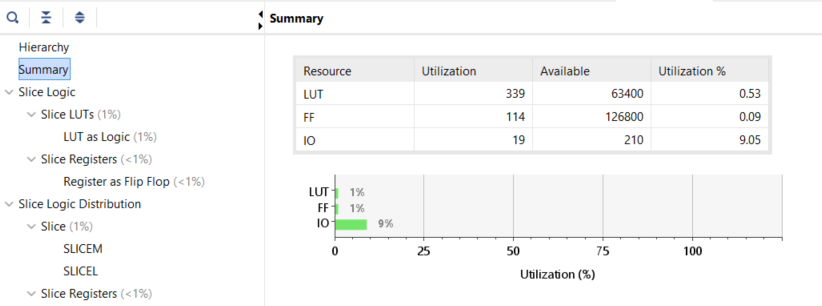 Summary
Hierarchy
Summary
Slice Logic
Slice LUTs (1%)
LUT as Logic (1%)
Slice Registers (<1%)
Register as Flip Flop (<1%)
Slice Logic Distribution
Slice (1%)
SLICEM
SLICEL
Slice Registers (<1%)
Resource Utilization Available Utilization %
LUT 339 63400 0.53
FF 114 126800 0.09
IO 19 210 9.05
LUT 1%
FF 1%
IO 9%
0 25 50 75 100
Utilization (%)